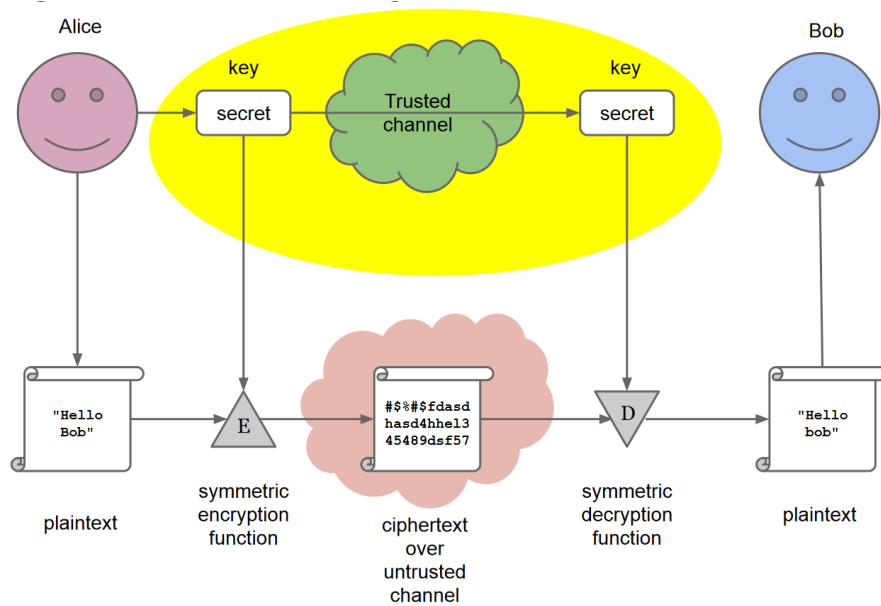 Alice
Bob
key
key
secret
Trusted
channel
secret
"Hello
Bob"
E
#$%#$fdasd
hasd4hhel3
45489dsf57
D
"Hello
bob"
plaintext
symmetric
encryption
function
ciphertext
over
untrusted
channel
symmetric
decryption
function
plaintext